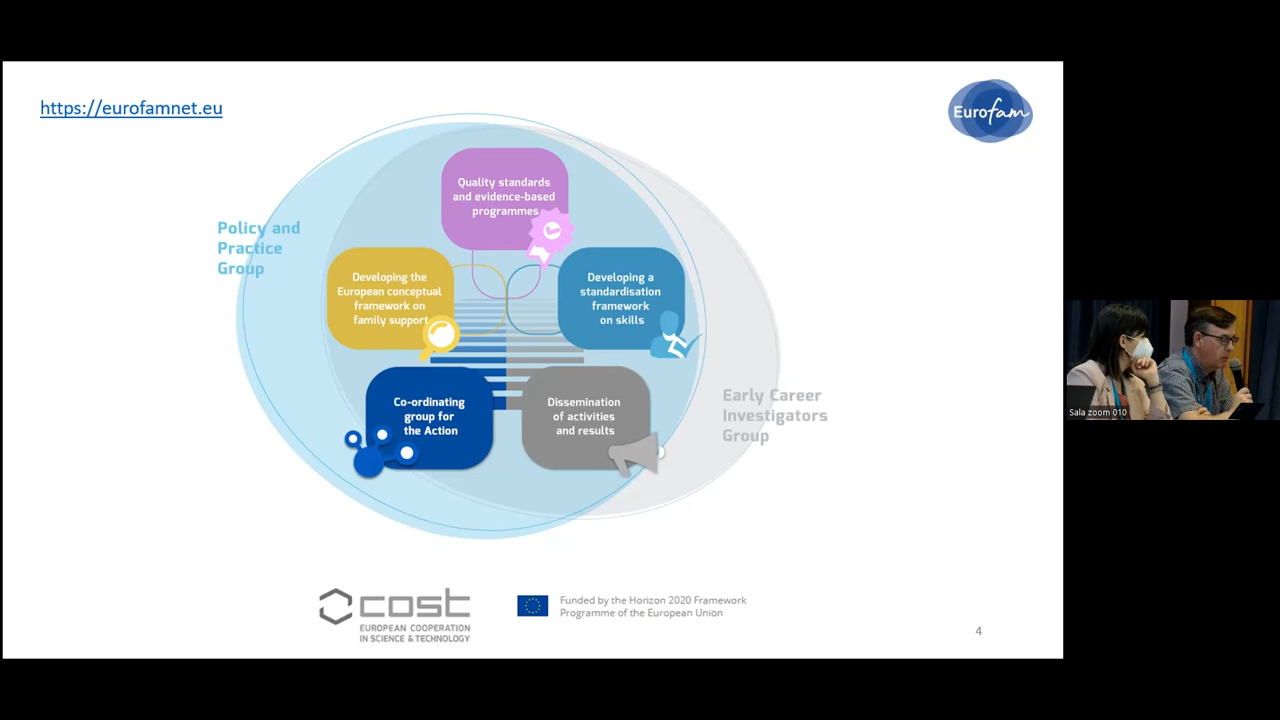 https://eurofamnet.eu
Eurofam
Quality standards
and evidence-based
programmes
Policy and
Practice
Group
Developing the
European conceptual
framework on
family support
Developing a
standardisation
framework
on skills
Co-ordinating
group for
the Action
Dissemination
of activities
and results
Early Career
Investigators
Group
cost
EUROPEAN COOPERATION
IN SCIENCE & TECHNOLOGY
Funded by the Horizon 2020 Framework
Programme of the European Union
4
Sala zoom 010